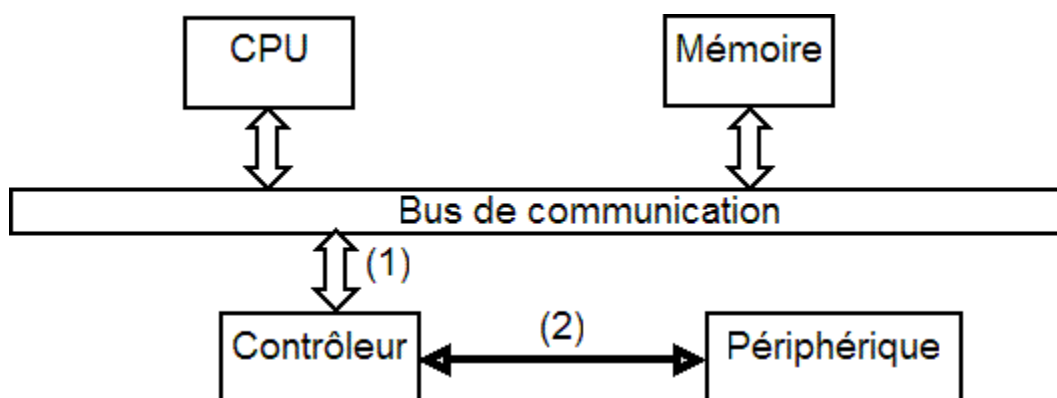 CPU
Mémoire
Bus de communication
(1)
(2)
Contrôleur
Périphérique